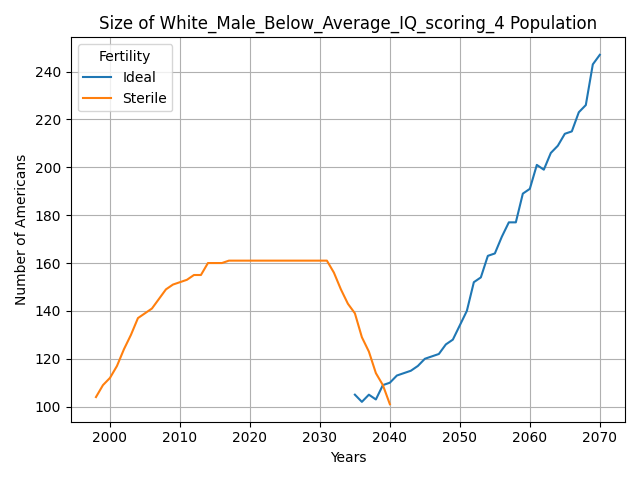 Size of White_Male_Below_Average_IQ_scoring_4 Population
Fertility
Ideal
Sterile
Number of Americans
240
220
200
180
160
140
120
100
2000 2010 2020 2030 2040 2050 2060 2070
Years